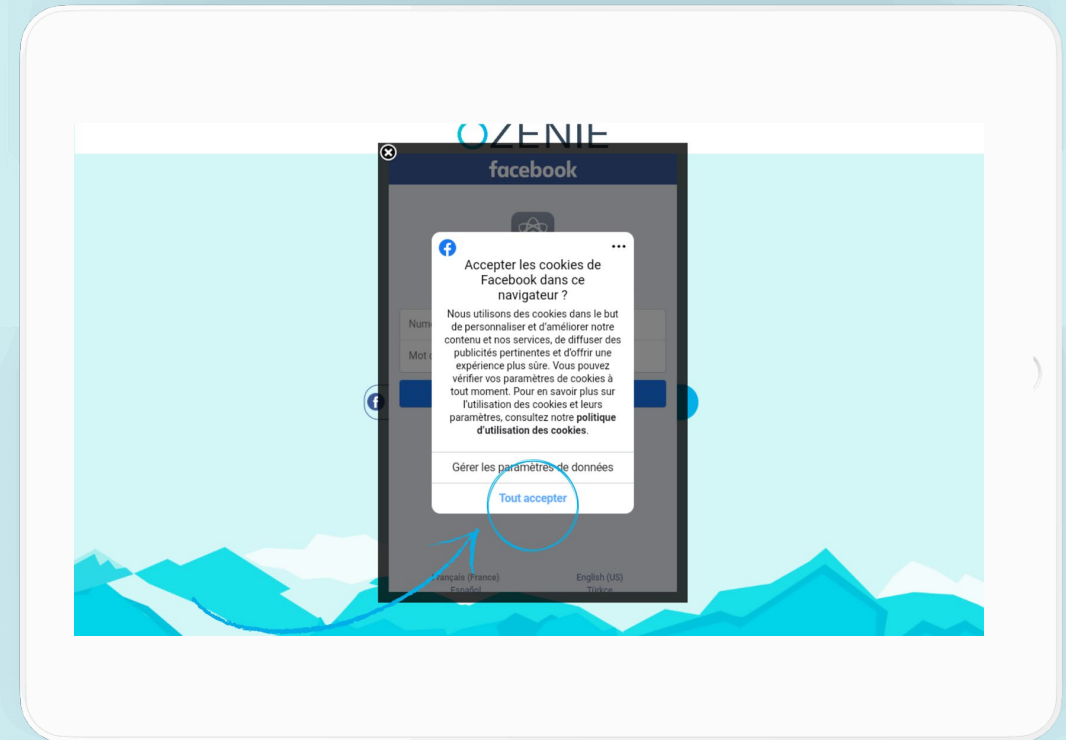 OZENIE
facebook
Accepter les cookies de
Facebook dans ce
navigateur ?
Nous utilisons des cookies dans le but
de personnaliser et d'améliorer notre
contenu et nos services, de diffuser des
publicités pertinentes et d'offrir une
expérience plus sûre. Vous pouvez
vérifier vos paramètres de cookies à
tout moment. Pour en savoir plus sur
l'utilisation des cookies et leurs
paramètres, consultez notre politique
d'utilisation des cookies.
Gérer les paramètres de données
Tout accepter
Français (France)
English (US)
Español
Türkçe